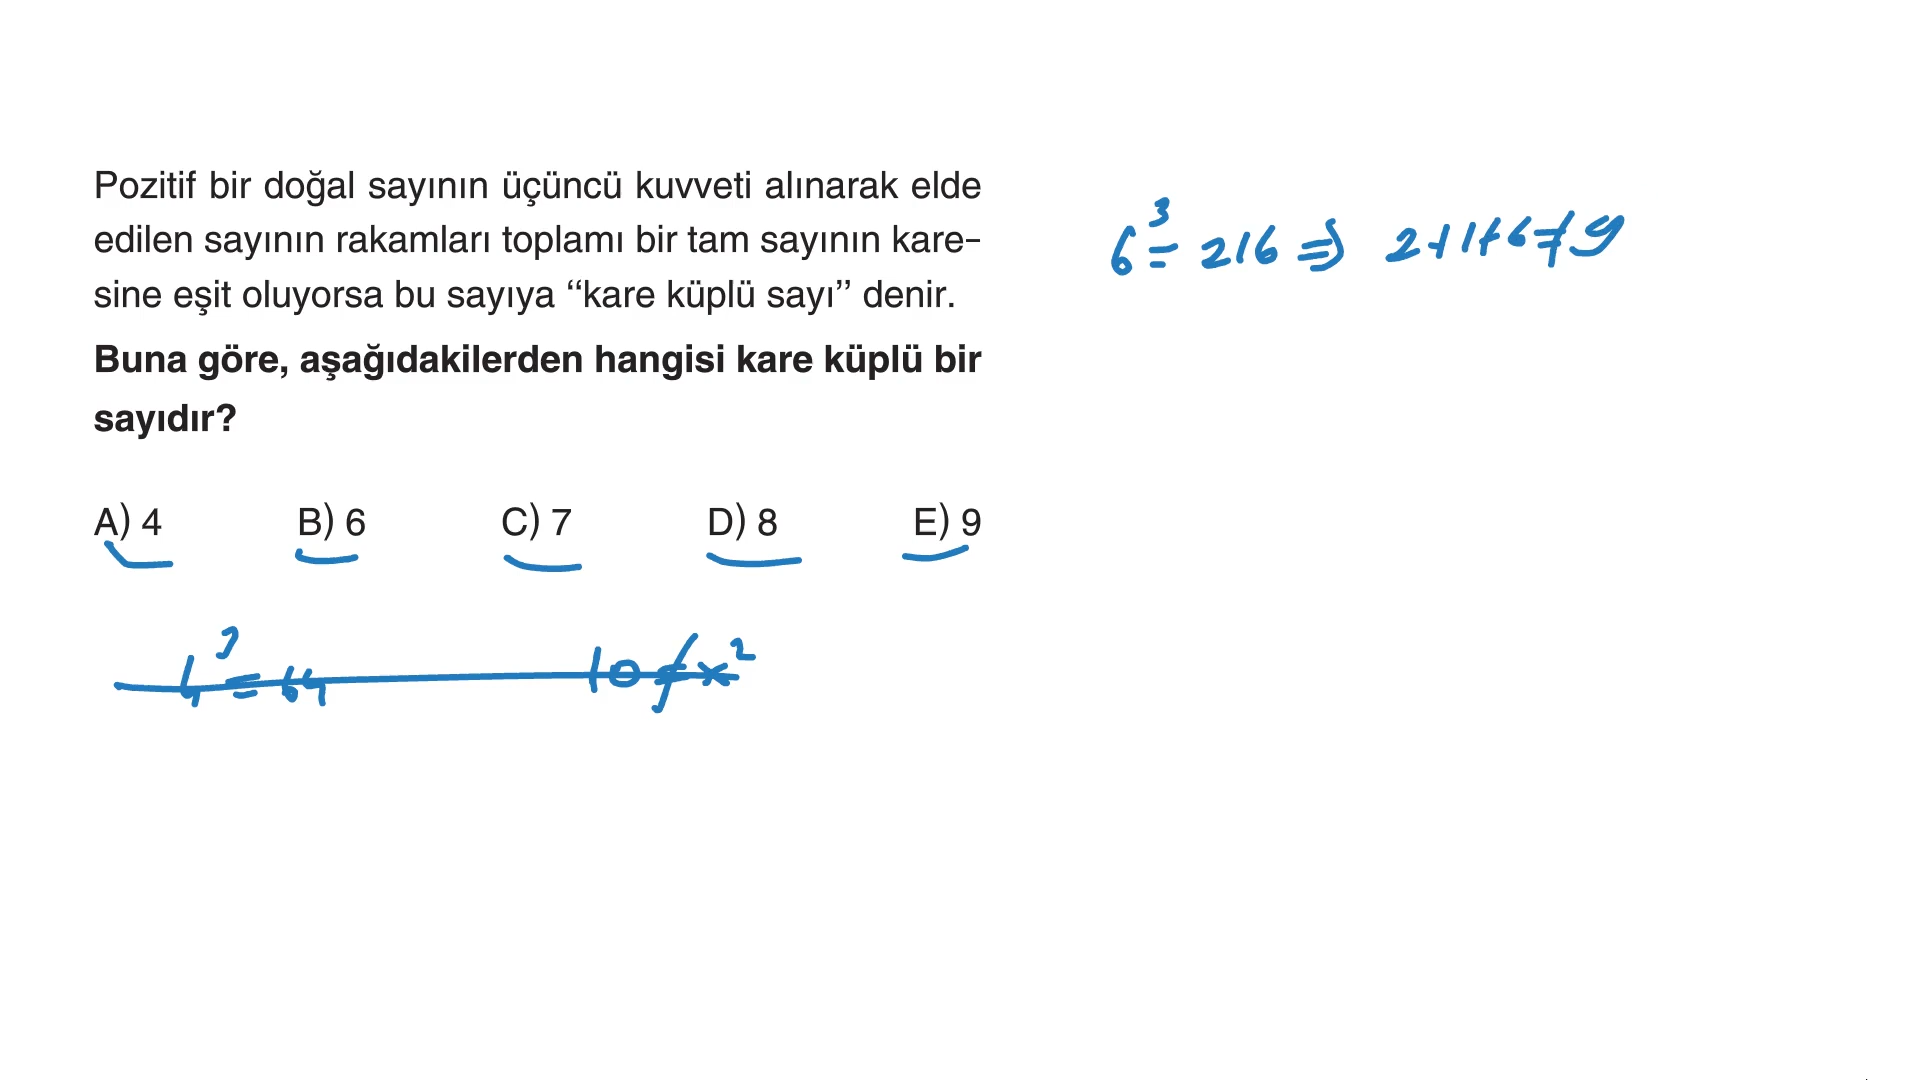 Pozitif bir doğal sayının üçüncü kuvveti alınarak elde
edilen sayının rakamları toplamı bir tam sayının kare-
sine eşit oluyorsa bu sayıya “kare küplü sayı” denir.
Buna göre, aşağıdakilerden hangisi kare küplü bir
sayıdır?
A) 4 B) 6 C) 7 D) 8 E) 9
4³ = 64 10 ≠ x²
6³ = 216 ⇒ 2+1+6 ≠ 9